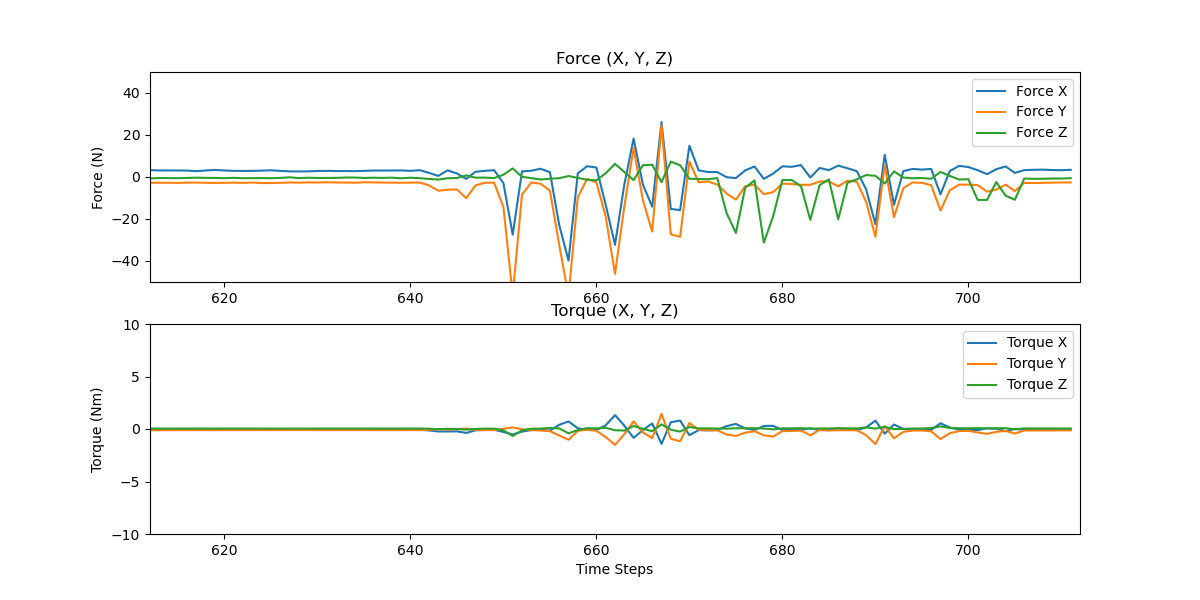 Force (X, Y, Z)
Force (N)
40
20
0
−20
−40
Force X
Force Y
Force Z
620 640 660 680 700
Torque (X, Y, Z)
Torque (Nm)
10
5
0
−5
−10
Torque X
Torque Y
Torque Z
620 640 660 680 700
Time Steps